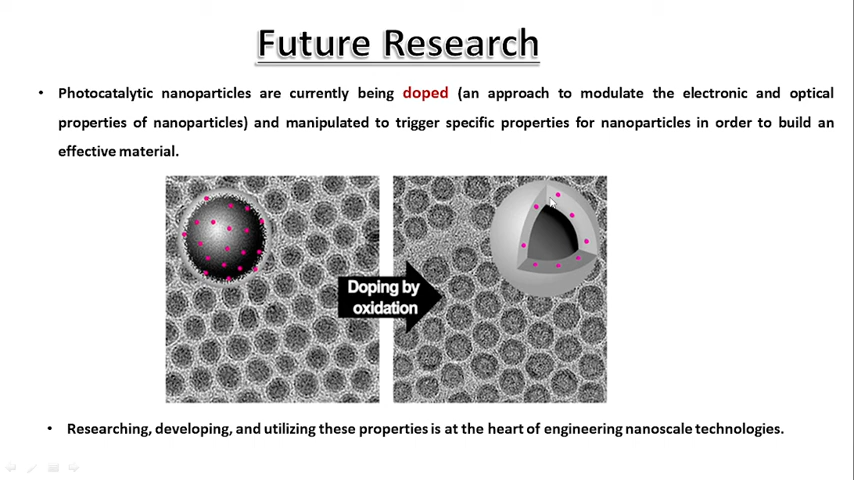 Future Research
• Photocatalytic nanoparticles are currently being doped (an approach to modulate the electronic and optical
properties of nanoparticles) and manipulated to trigger specific properties for nanoparticles in order to build an
effective material.
Doping by
oxidation
• Researching, developing, and utilizing these properties is at the heart of engineering nanoscale technologies.